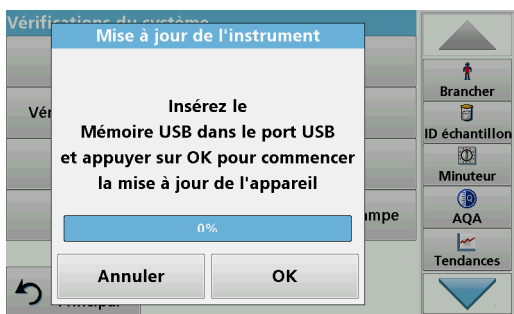 Vérifications du système
Mise à jour de l'instrument
Insérez le
Mémoire USB dans le port USB
et appuyer sur OK pour commencer
la mise à jour de l'appareil
0%
Annuler
OK
Principal
Brancher
ID échantillon
Minuteur
AQA
Tendances